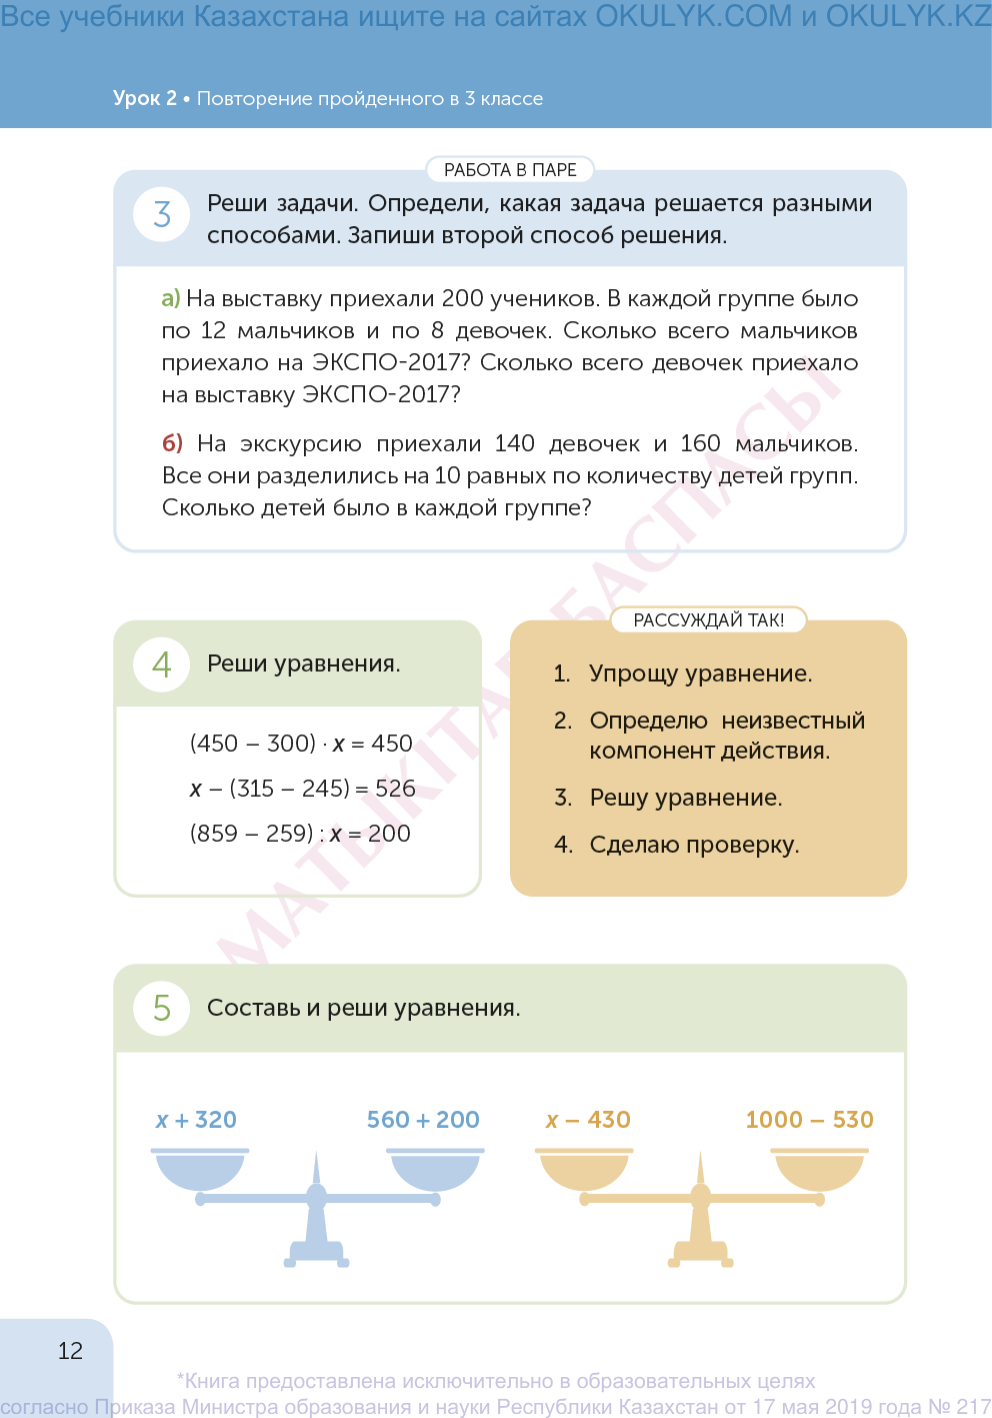 Все учебники Казахстана ищите на сайтах OKULYK.COM и OKULYK.KZ
Урок 2 • Повторение пройденного в 3 классе
РАБОТА В ПАРЕ
3
Реши задачи. Определи, какая задача решается разными
способами. Запиши второй способ решения.
а) На выставку приехали 200 учеников. В каждой группе было
по 12 мальчиков и по 8 девочек. Сколько всего мальчиков
приехало на ЭКСПО-2017? Сколько всего девочек приехало
на выставку ЭКСПО-2017?
б) На экскурсию приехали 140 девочек и 160 мальчиков.
Все они разделились на 10 равных по количеству детей групп.
Сколько детей было в каждой группе?
4
Реши уравнения.
(450 – 300) · x = 450
x – (315 – 245) = 526
(859 – 259) : x = 200
РАССУЖДАЙ ТАК!
1. Упрощу уравнение.
2. Определю неизвестный
компонент действия.
3. Решу уравнение.
4. Сделаю проверку.
5
Составь и реши уравнения.
x + 320 560 + 200 x – 430 1000 – 530
12
*Книга предоставлена исключительно в образовательных целях
согласно Приказа Министра образования и науки Республики Казахстан от 17 мая 2019 года № 217